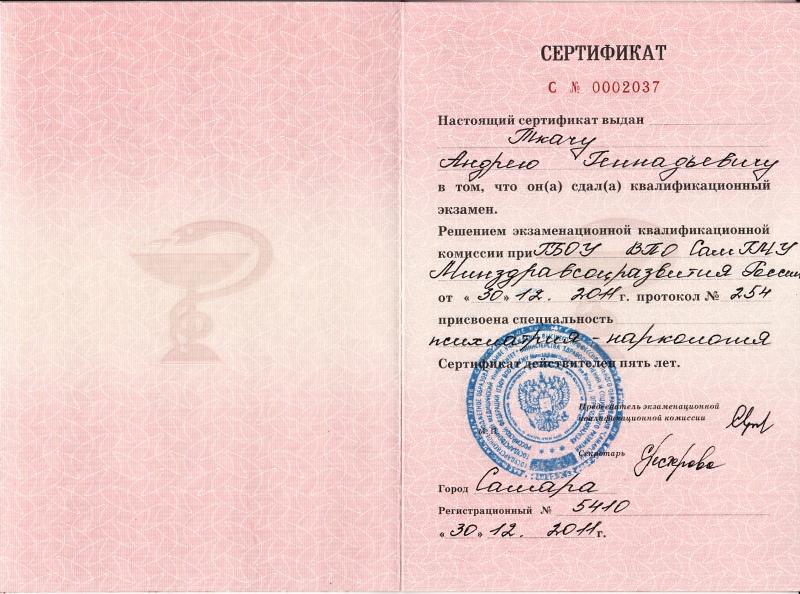 СЕРТИФИКАТ
С № 0002037
Настоящий сертификат выдан
Ткачу
Андрею Геннадьевичу
в том, что он(а) сдал(а) квалификационный
экзамен.
Решением экзаменационной квалификационной
комиссии при ГБОУ ВПО СамГМУ
Минздравсоцразвития России
от «30» 12. 2011 г. протокол № 254
присвоена специальность
психиатрия - наркология
Сертификат действителен пять лет.
Председатель экзаменационной
квалификационной комиссии
М.П.
Секретарь
Город Самара
Регистрационный № 5410
«30» 12. 2011 г.